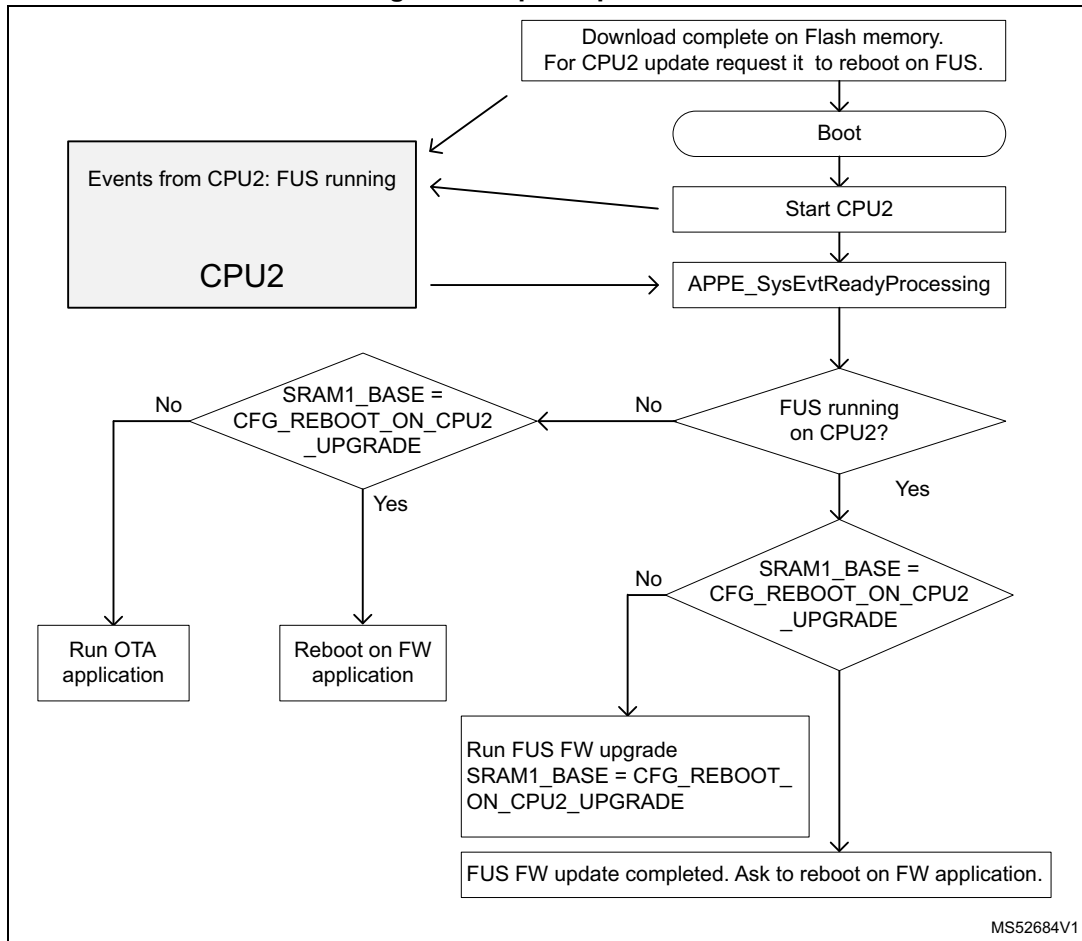 Download complete on Flash memory.
For CPU2 update request it to reboot on FUS.
Boot
Events from CPU2: FUS running
CPU2
Start CPU2
APPE_SysEvtReadyProcessing
FUS running
on CPU2?
No
Yes
SRAM1_BASE =
CFG_REBOOT_ON_CPU2
_UPGRADE
No
Yes
Run OTA
application
Reboot on FW
application
SRAM1_BASE =
CFG_REBOOT_ON_CPU2
_UPGRADE
No
Run FUS FW upgrade
SRAM1_BASE = CFG_REBOOT_
ON_CPU2_UPGRADE
FUS FW update completed. Ask to reboot on FW application.
MS52684V1